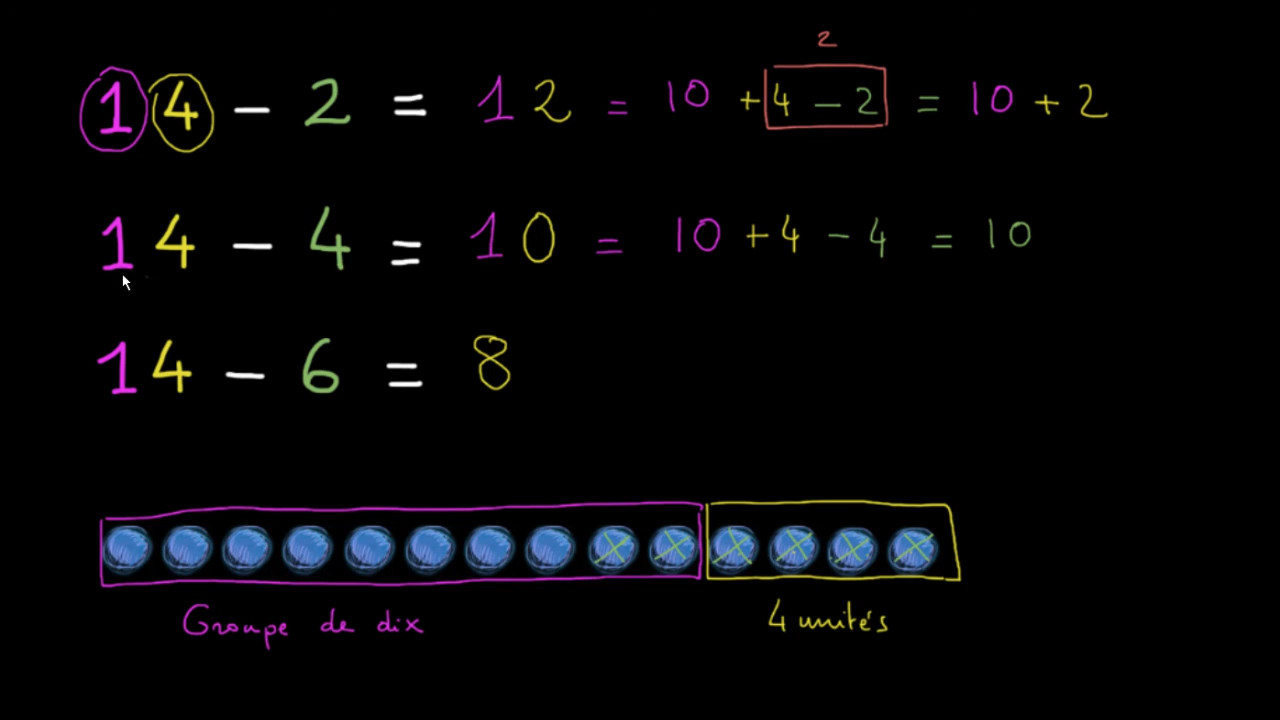 2
14 - 2 = 12 = 10 + 4 - 2 = 10 + 2
14 - 4 = 10 = 10 + 4 - 4 = 10
14 - 6 = 8
Groupe de dix 4 unités